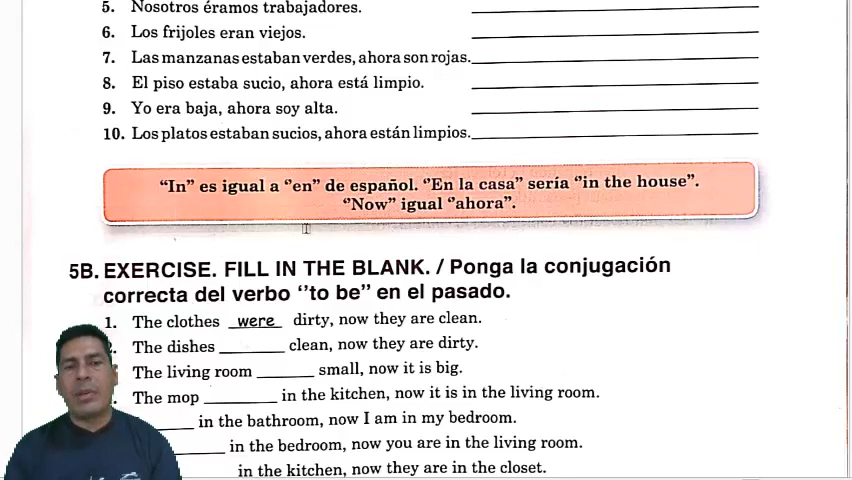 5. Nosotros éramos trabajadores.
6. Los frijoles eran viejos.
7. Las manzanas estaban verdes, ahora son rojas.
8. El piso estaba sucio, ahora está limpio.
9. Yo era baja, ahora soy alta.
10. Los platos estaban sucios, ahora están limpios.
“In” es igual a “en” de español. “En la casa” sería “in the house”.
“Now” igual “ahora”.
5B. EXERCISE. FILL IN THE BLANK. / Ponga la conjugación
correcta del verbo “to be” en el pasado.
1. The clothes were dirty, now they are clean.
The dishes ______ clean, now they are dirty.
The living room ______ small, now it is big.
The mop ______ in the kitchen, now it is in the living room.
______ in the bathroom, now I am in my bedroom.
______ in the bedroom, now you are in the living room.
in the kitchen, now they are in the closet.